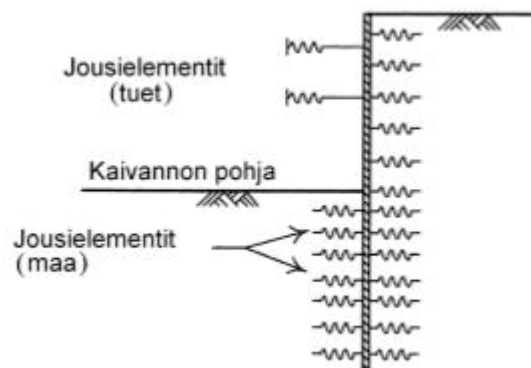 Jousielementit
(tuet)
Kaivannon pohja
Jousielementit
(maa)